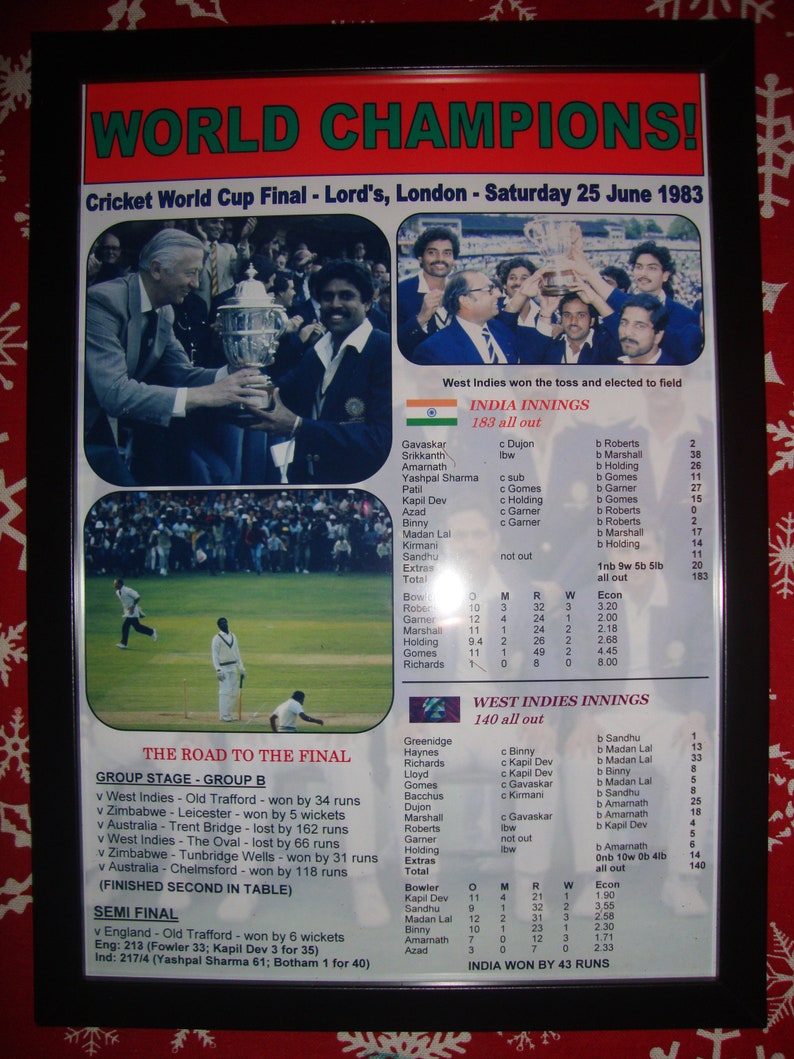 WORLD CHAMPIONS!
Cricket World Cup Final - Lord's, London - Saturday 25 June 1983
West Indies won the toss and elected to field
INDIA INNINGS
183 all out
Gavaskar c Dujon b Roberts 2
Srikkanth lbw b Marshall 38
Amarnath b Holding 26
Yashpal Sharma c sub b Gomes 11
Patil c Gomes b Garner 27
Kapil Dev c Holding b Gomes 15
Azad c Garner b Roberts 0
Binny c Garner b Roberts 2
Madan Lal b Marshall 17
Kirmani b Holding 14
Sandhu not out 11
Extras 1nb 9w 5b 5lb 20
Total all out 183
Bowler O M R W Econ
Roberts 10 3 32 3 3.20
Garner 12 4 24 1 2.00
Marshall 11 1 24 2 2.18
Holding 9.4 2 26 2 2.68
Gomes 11 1 49 2 4.45
Richards 1 0 8 0 8.00
WEST INDIES INNINGS
140 all out
Greenidge b Sandhu 1
Haynes c Binny b Madan Lal 13
Richards c Kapil Dev b Madan Lal 33
Lloyd c Kapil Dev b Binny 8
Gomes c Gavaskar b Madan Lal 5
Bacchus c Kirmani b Sandhu 8
Dujon b Amarnath 25
Marshall c Gavaskar b Amarnath 18
Roberts lbw b Kapil Dev 4
Garner not out 5
Holding lbw b Amarnath 6
Extras 0nb 10w 0b 4lb 14
Total all out 140
Bowler O M R W Econ
Kapil Dev 11 4 21 1 1.90
Sandhu 9 1 32 2 3.55
Madan Lal 12 2 31 3 2.58
Binny 10 1 23 1 2.30
Amarnath 7 0 12 3 1.71
Azad 3 0 7 0 2.33
INDIA WON BY 43 RUNS
THE ROAD TO THE FINAL
GROUP STAGE - GROUP B
v West Indies - Old Trafford - won by 34 runs
v Zimbabwe - Leicester - won by 5 wickets
v Australia - Trent Bridge - lost by 162 runs
v West Indies - The Oval - lost by 66 runs
v Zimbabwe - Tunbridge Wells - won by 31 runs
v Australia - Chelmsford - won by 118 runs
(FINISHED SECOND IN TABLE)
SEMI FINAL
v England - Old Trafford - won by 6 wickets
Eng: 213 (Fowler 33; Kapil Dev 3 for 35)
Ind: 217/4 (Yashpal Sharma 61; Botham 1 for 40)